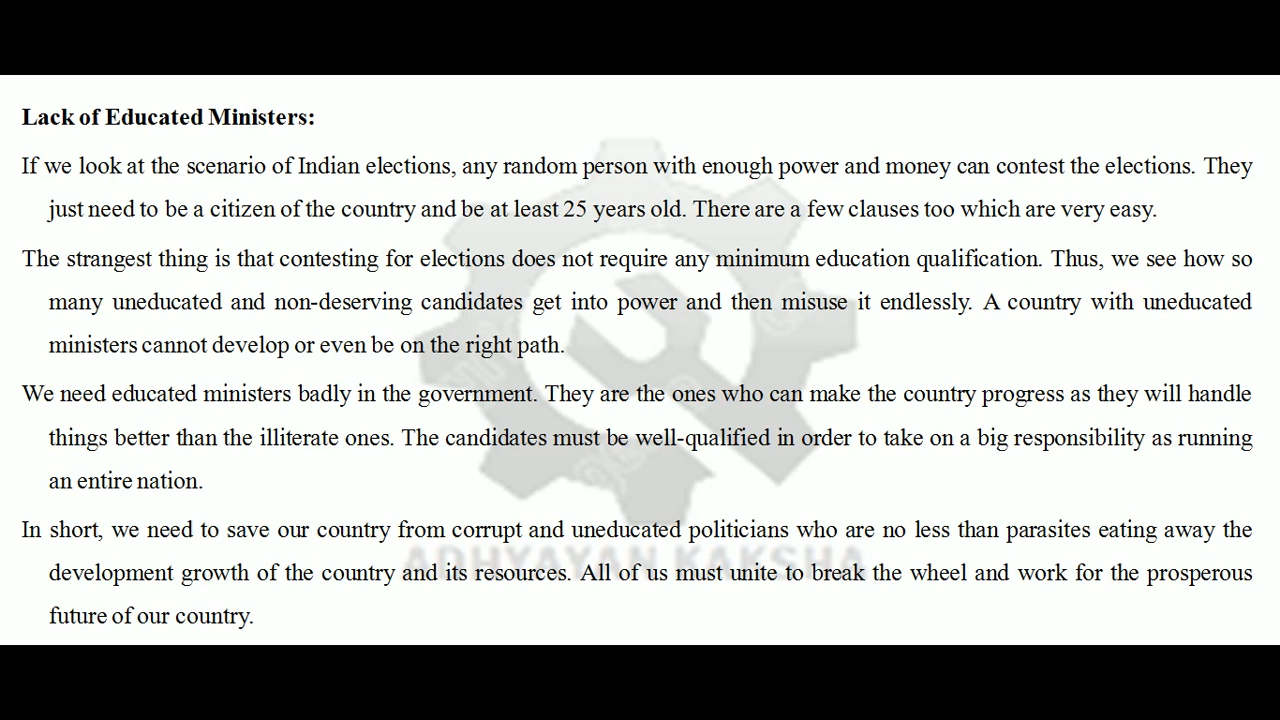 Lack of Educated Ministers:
If we look at the scenario of Indian elections, any random person with enough power and money can contest the elections. They
just need to be a citizen of the country and be at least 25 years old. There are a few clauses too which are very easy.
The strangest thing is that contesting for elections does not require any minimum education qualification. Thus, we see how so
many uneducated and non-deserving candidates get into power and then misuse it endlessly. A country with uneducated
ministers cannot develop or even be on the right path.
We need educated ministers badly in the government. They are the ones who can make the country progress as they will handle
things better than the illiterate ones. The candidates must be well-qualified in order to take on a big responsibility as running
an entire nation.
In short, we need to save our country from corrupt and uneducated politicians who are no less than parasites eating away the
ADHYAYAN KAKSHA
development growth of the country and its resources. All of us must unite to break the wheel and work for the prosperous
future of our country.